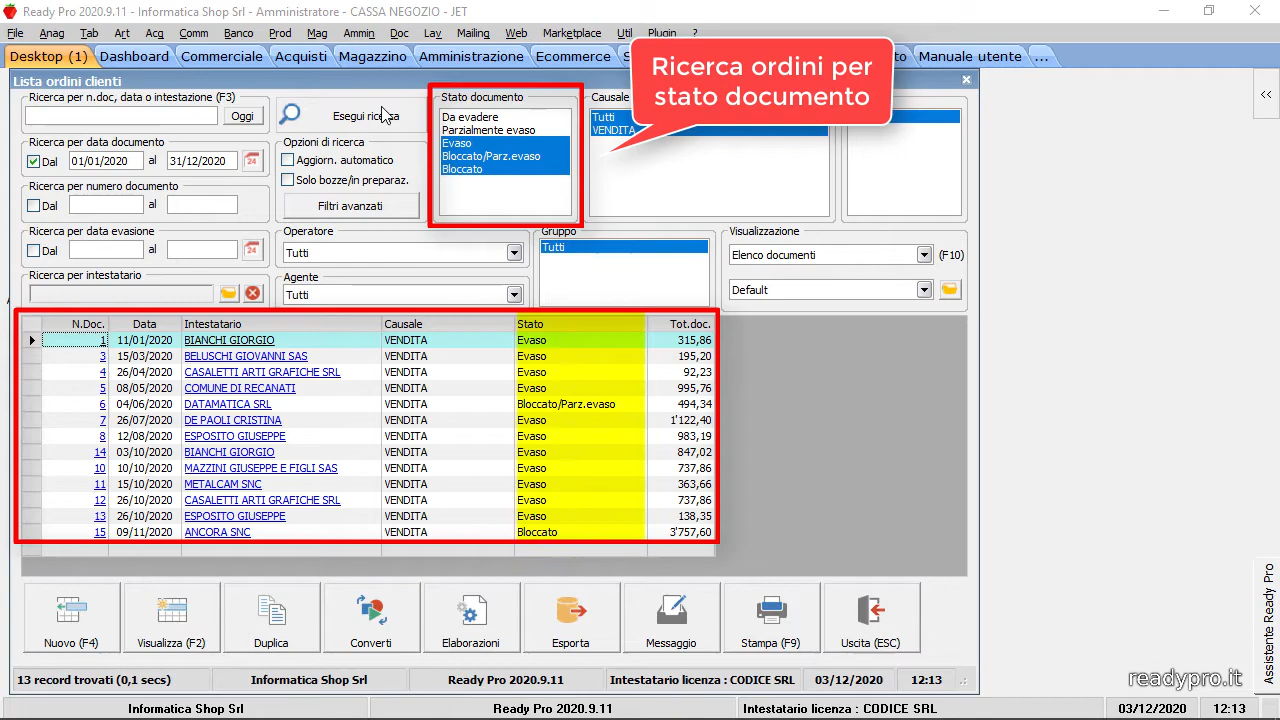 Ready Pro 2020.9.11 - Informatica Shop Srl - Amministratore - CASSA NEGOZIO - JET
File Anag Tab Art Acq Comm Banco Prod Mag Ammin Doc Lav Mailing Web Marketplace Util Plugin ?
Desktop (1) Dashboard Commerciale Acquisti Magazzino Amministrazione Ecommerce Manuale utente ...
Ricerca ordini per
stato documento
Lista ordini clienti
Ricerca per n.doc, data o intestazione (F3)
Oggi
Esegui ricerca
Stato documento
Da evadere
Parzialmente evaso
Evaso
Bloccato/Parz.evaso
Bloccato
Causale
Tutti
VENDITA
Ricerca per data documento
Dal 01/01/2020 al 31/12/2020 24
Opzioni di ricerca
Aggiorn. automatico
Solo bozze/in preparaz.
Filtri avanzati
Ricerca per numero documento
Dal al
Ricerca per data evasione
Dal al 24
Operatore
Tutti
Gruppo
Tutti
Visualizzazione
Elenco documenti (F10)
Default
Ricerca per intestatario
Agente
Tutti
N.Doc. Data Intestatario Causale Stato Tot.doc.
1 11/01/2020 BIANCHI GIORGIO VENDITA Evaso 315,86
3 15/03/2020 BELUSCHI GIOVANNI SAS VENDITA Evaso 195,20
4 26/04/2020 CASALETTI ARTI GRAFICHE SRL VENDITA Evaso 92,23
5 08/05/2020 COMUNE DI RECANATI VENDITA Evaso 995,76
6 04/06/2020 DATAMATICA SRL VENDITA Bloccato/Parz.evaso 494,34
7 26/07/2020 DE PAOLI CRISTINA VENDITA Evaso 1'122,40
8 12/08/2020 ESPOSITO GIUSEPPE VENDITA Evaso 983,19
14 03/10/2020 BIANCHI GIORGIO VENDITA Evaso 847,02
10 10/10/2020 MAZZINI GIUSEPPE E FIGLI SAS VENDITA Evaso 737,86
11 15/10/2020 METALCAM SNC VENDITA Evaso 363,66
12 26/10/2020 CASALETTI ARTI GRAFICHE SRL VENDITA Evaso 737,86
13 26/10/2020 ESPOSITO GIUSEPPE VENDITA Evaso 138,35
15 09/11/2020 ANCORA SNC VENDITA Bloccato 3'757,60
Nuovo (F4) Visualizza (F2) Duplica Converti Elaborazioni Esporta Messaggio Stampa (F9) Uscita (ESC)
13 record trovati (0,1 secs) Informatica Shop Srl Ready Pro 2020.9.11 Intestatario licenza : CODICE SRL 03/12/2020 12:13
Assistente Ready Pro
readypro.it
Informatica Shop Srl Ready Pro 2020.9.11 Intestatario licenza : CODICE SRL 03/12/2020 12:13